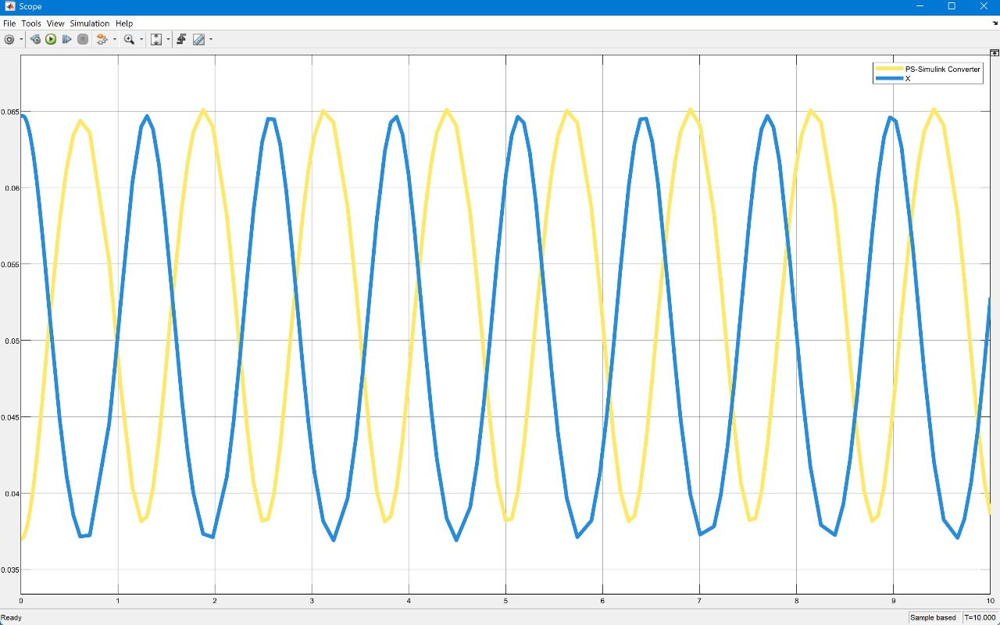 Scope
File Tools View Simulation Help
PS-Simulink Converter
X
0.065
0.06
0.055
0.05
0.045
0.04
0.035
0 1 2 3 4 5 6 7 8 9 10
Ready
Sample based T=10.000